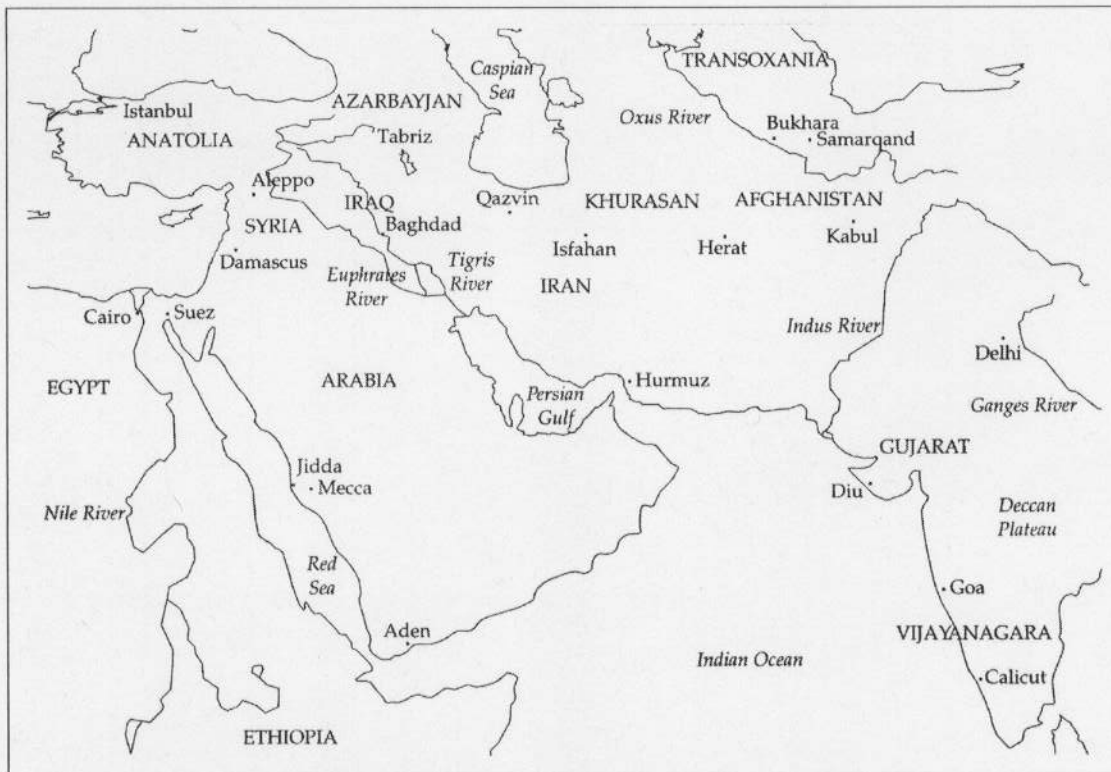 Caspian
Sea
TRANSOXANIA
Istanbul
AZARBAYJAN
Oxus River
ANATOLIA
Tabriz
Bukhara
Samarqand
Aleppo
IRAQ
Qazvin
KHURASAN
AFGHANISTAN
SYRIA
Baghdad
Kabul
Damascus
Isfahan
Herat
Euphrates
River
Tigris
River
IRAN
Cairo
Suez
Indus River
Delhi
EGYPT
ARABIA
Hurmuz
Persian
Gulf
Ganges River
GUJARAT
Jidda
Mecca
Diu
Nile River
Deccan
Plateau
Red
Sea
Goa
Aden
VIJAYANAGARA
Indian Ocean
Calicut
ETHIOPIA